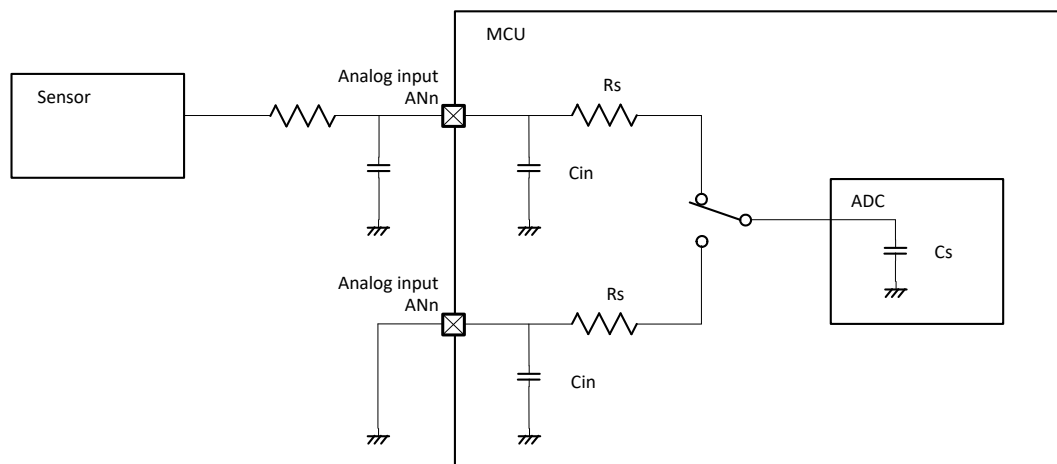 MCU
Sensor
Analog input
ANn
Rs
Cin
ADC
Cs
Analog input
ANn
Rs
Cin